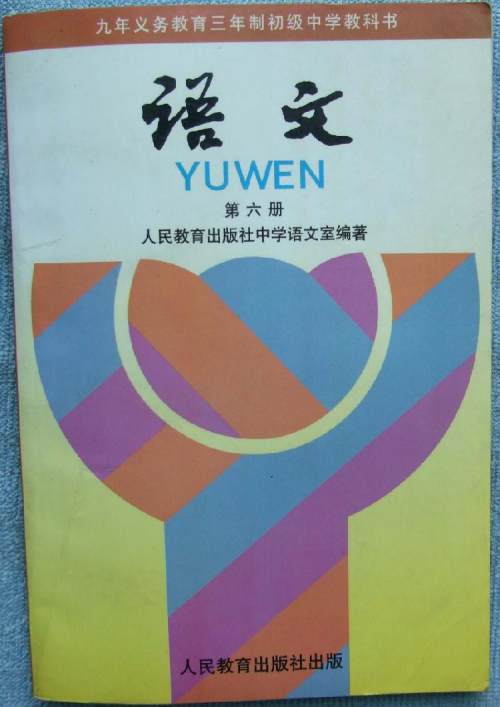 九年义务教育三年制初级中学教科书
语文
YUWEN
第六册
人民教育出版社中学语文室编著
人民教育出版社出版